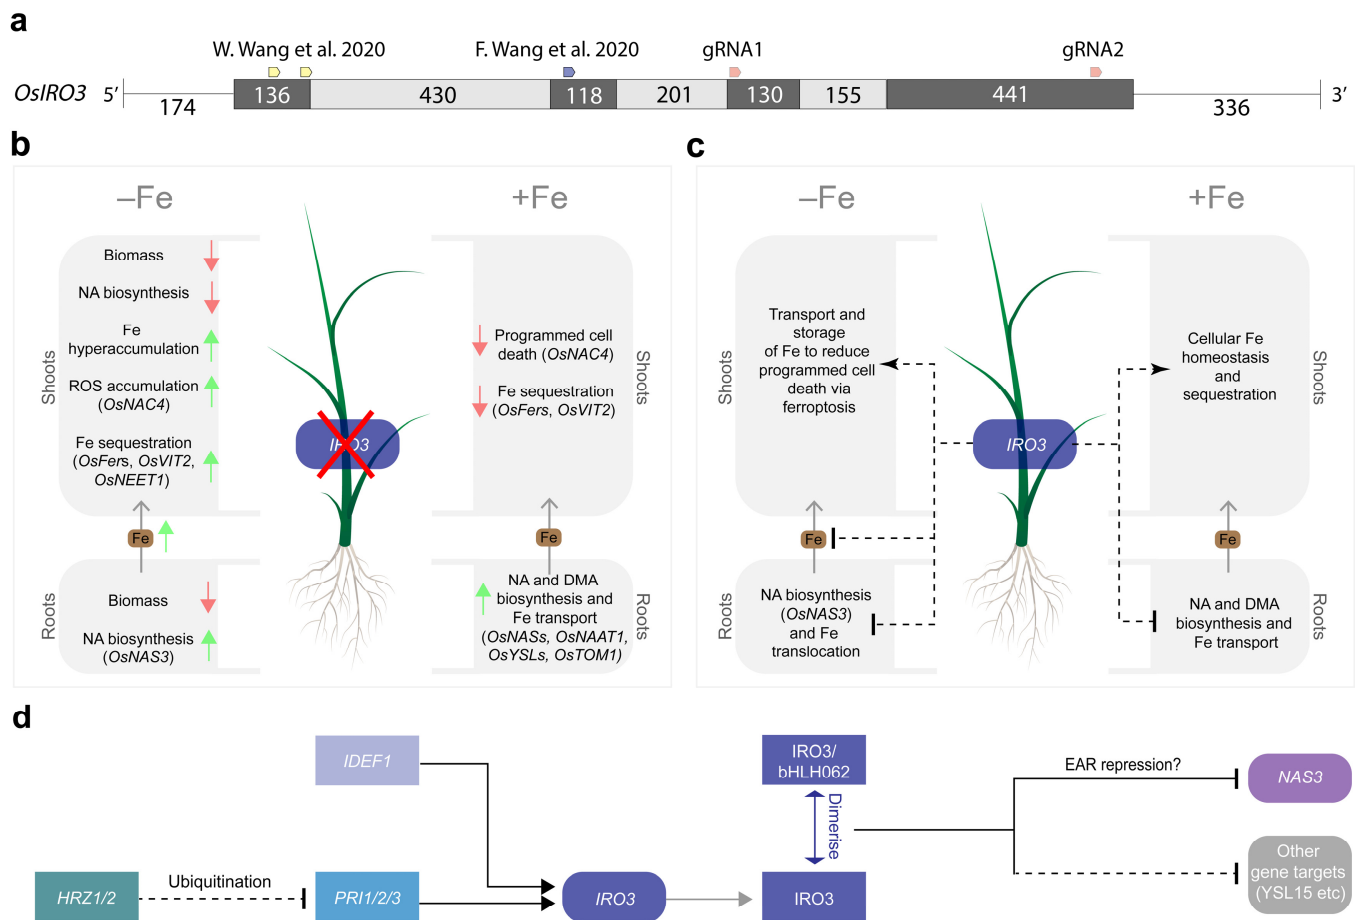 a
W. Wang et al. 2020
F. Wang et al. 2020
gRNA1
gRNA2
OsIRO3 5′ 174 136 430 118 201 130 155 441 336 3′
b
–Fe
+Fe
Shoots
Biomass
NA biosynthesis
Fe
hyperaccumulation
ROS accumulation
(OsNAC4)
Fe sequestration
(OsFers, OsVIT2,
OsNEET1)
Fe
Roots
Biomass
NA biosynthesis
(OsNAS3)
IRO3
Programmed cell
death (OsNAC4)
Fe sequestration
(OsFers, OsVIT2)
Shoots
Fe
NA and DMA
biosynthesis and
Fe transport
(OsNASs, OsNAAT1,
OsYSLs, OsTOM1)
Roots
c
–Fe
+Fe
Shoots
Transport and
storage
of Fe to reduce
programmed cell
death via
ferroptosis
Fe
Roots
NA biosynthesis
(OsNAS3)
and Fe
translocation
IRO3
Cellular Fe
homeostasis
and
sequestration
Shoots
Fe
NA and DMA
biosynthesis and
Fe transport
Roots
d
IDEF1
HRZ1/2
Ubiquitination
PRI1/2/3
IRO3
IRO3/
bHLH062
Dimerise
IRO3
EAR repression?
NAS3
Other
gene targets
(YSL15 etc)